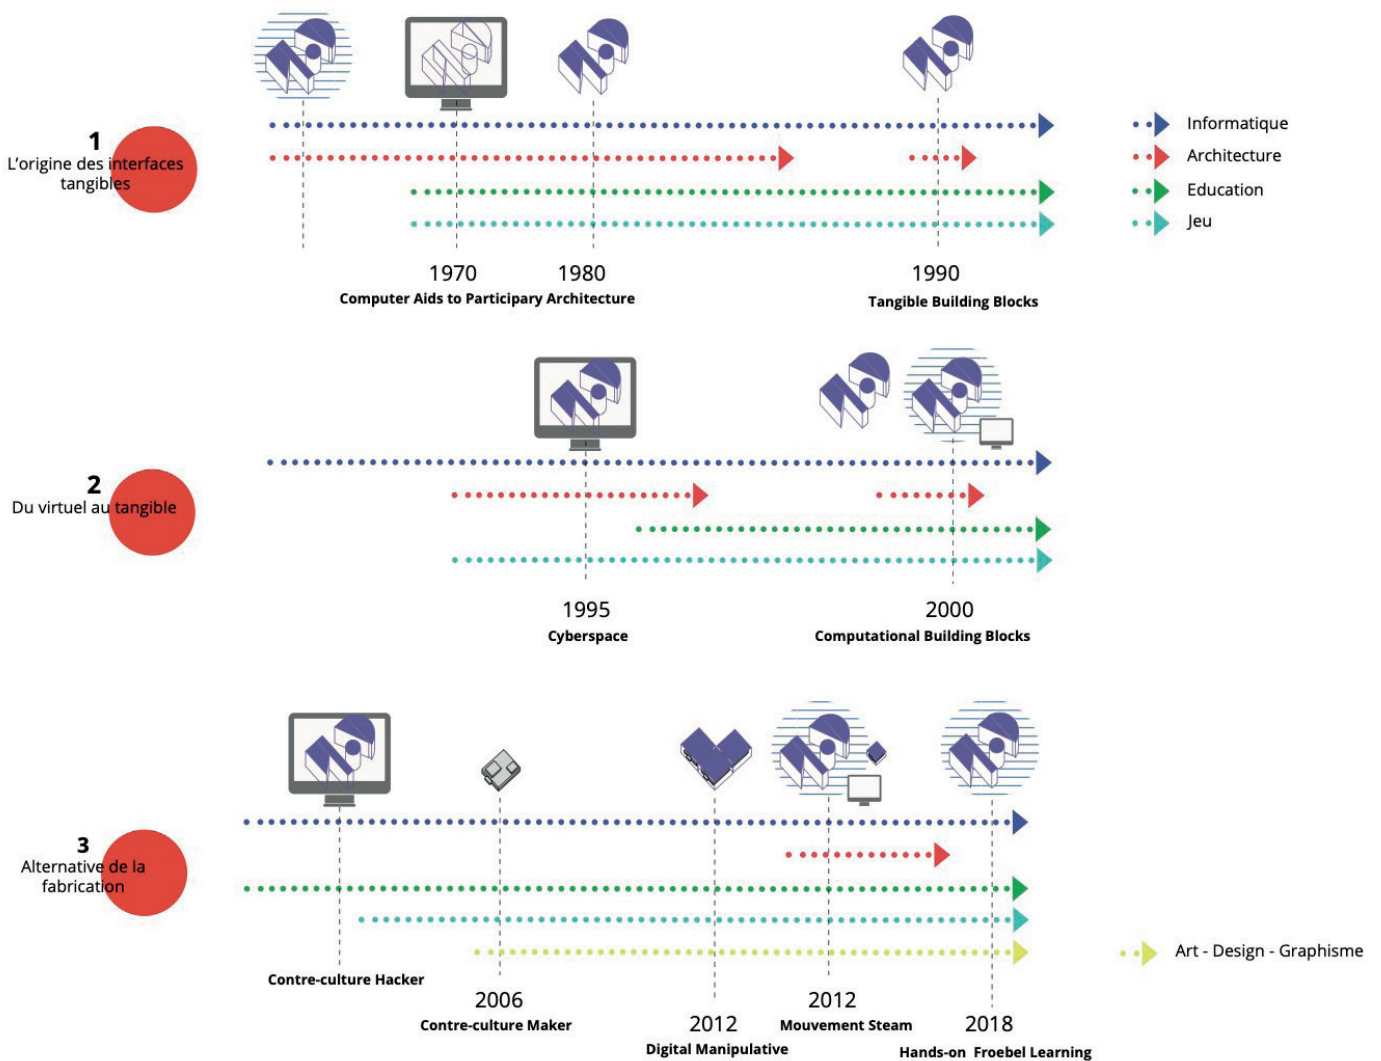 1
L'origine des interfaces
tangibles
Informatique
Architecture
Education
Jeu
1970
1980
1990
Computer Aids to Participary Architecture
Tangible Building Blocks
2
Du virtuel au tangible
1995
2000
Cyberspace
Computational Building Blocks
3
Alternative de la
fabrication
Art - Design - Graphisme
Contre-culture Hacker
2006
Contre-culture Maker
2012
Digital Manipulative
2012
Mouvement Steam
2018
Hands-on Froebel Learning